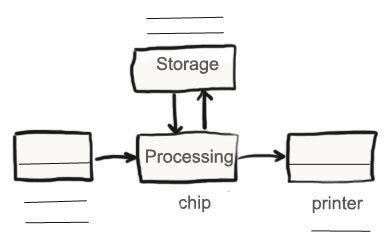 Storage
Processing
chip
printer